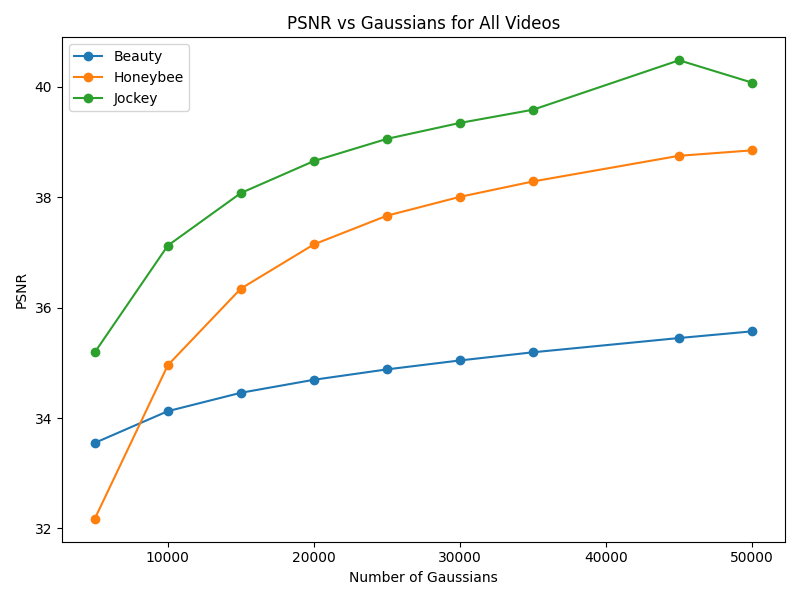 PSNR vs Gaussians for All Videos
Beauty
Honeybee
Jockey
40
38
36
34
32
PSNR
10000 20000 30000 40000 50000
Number of Gaussians